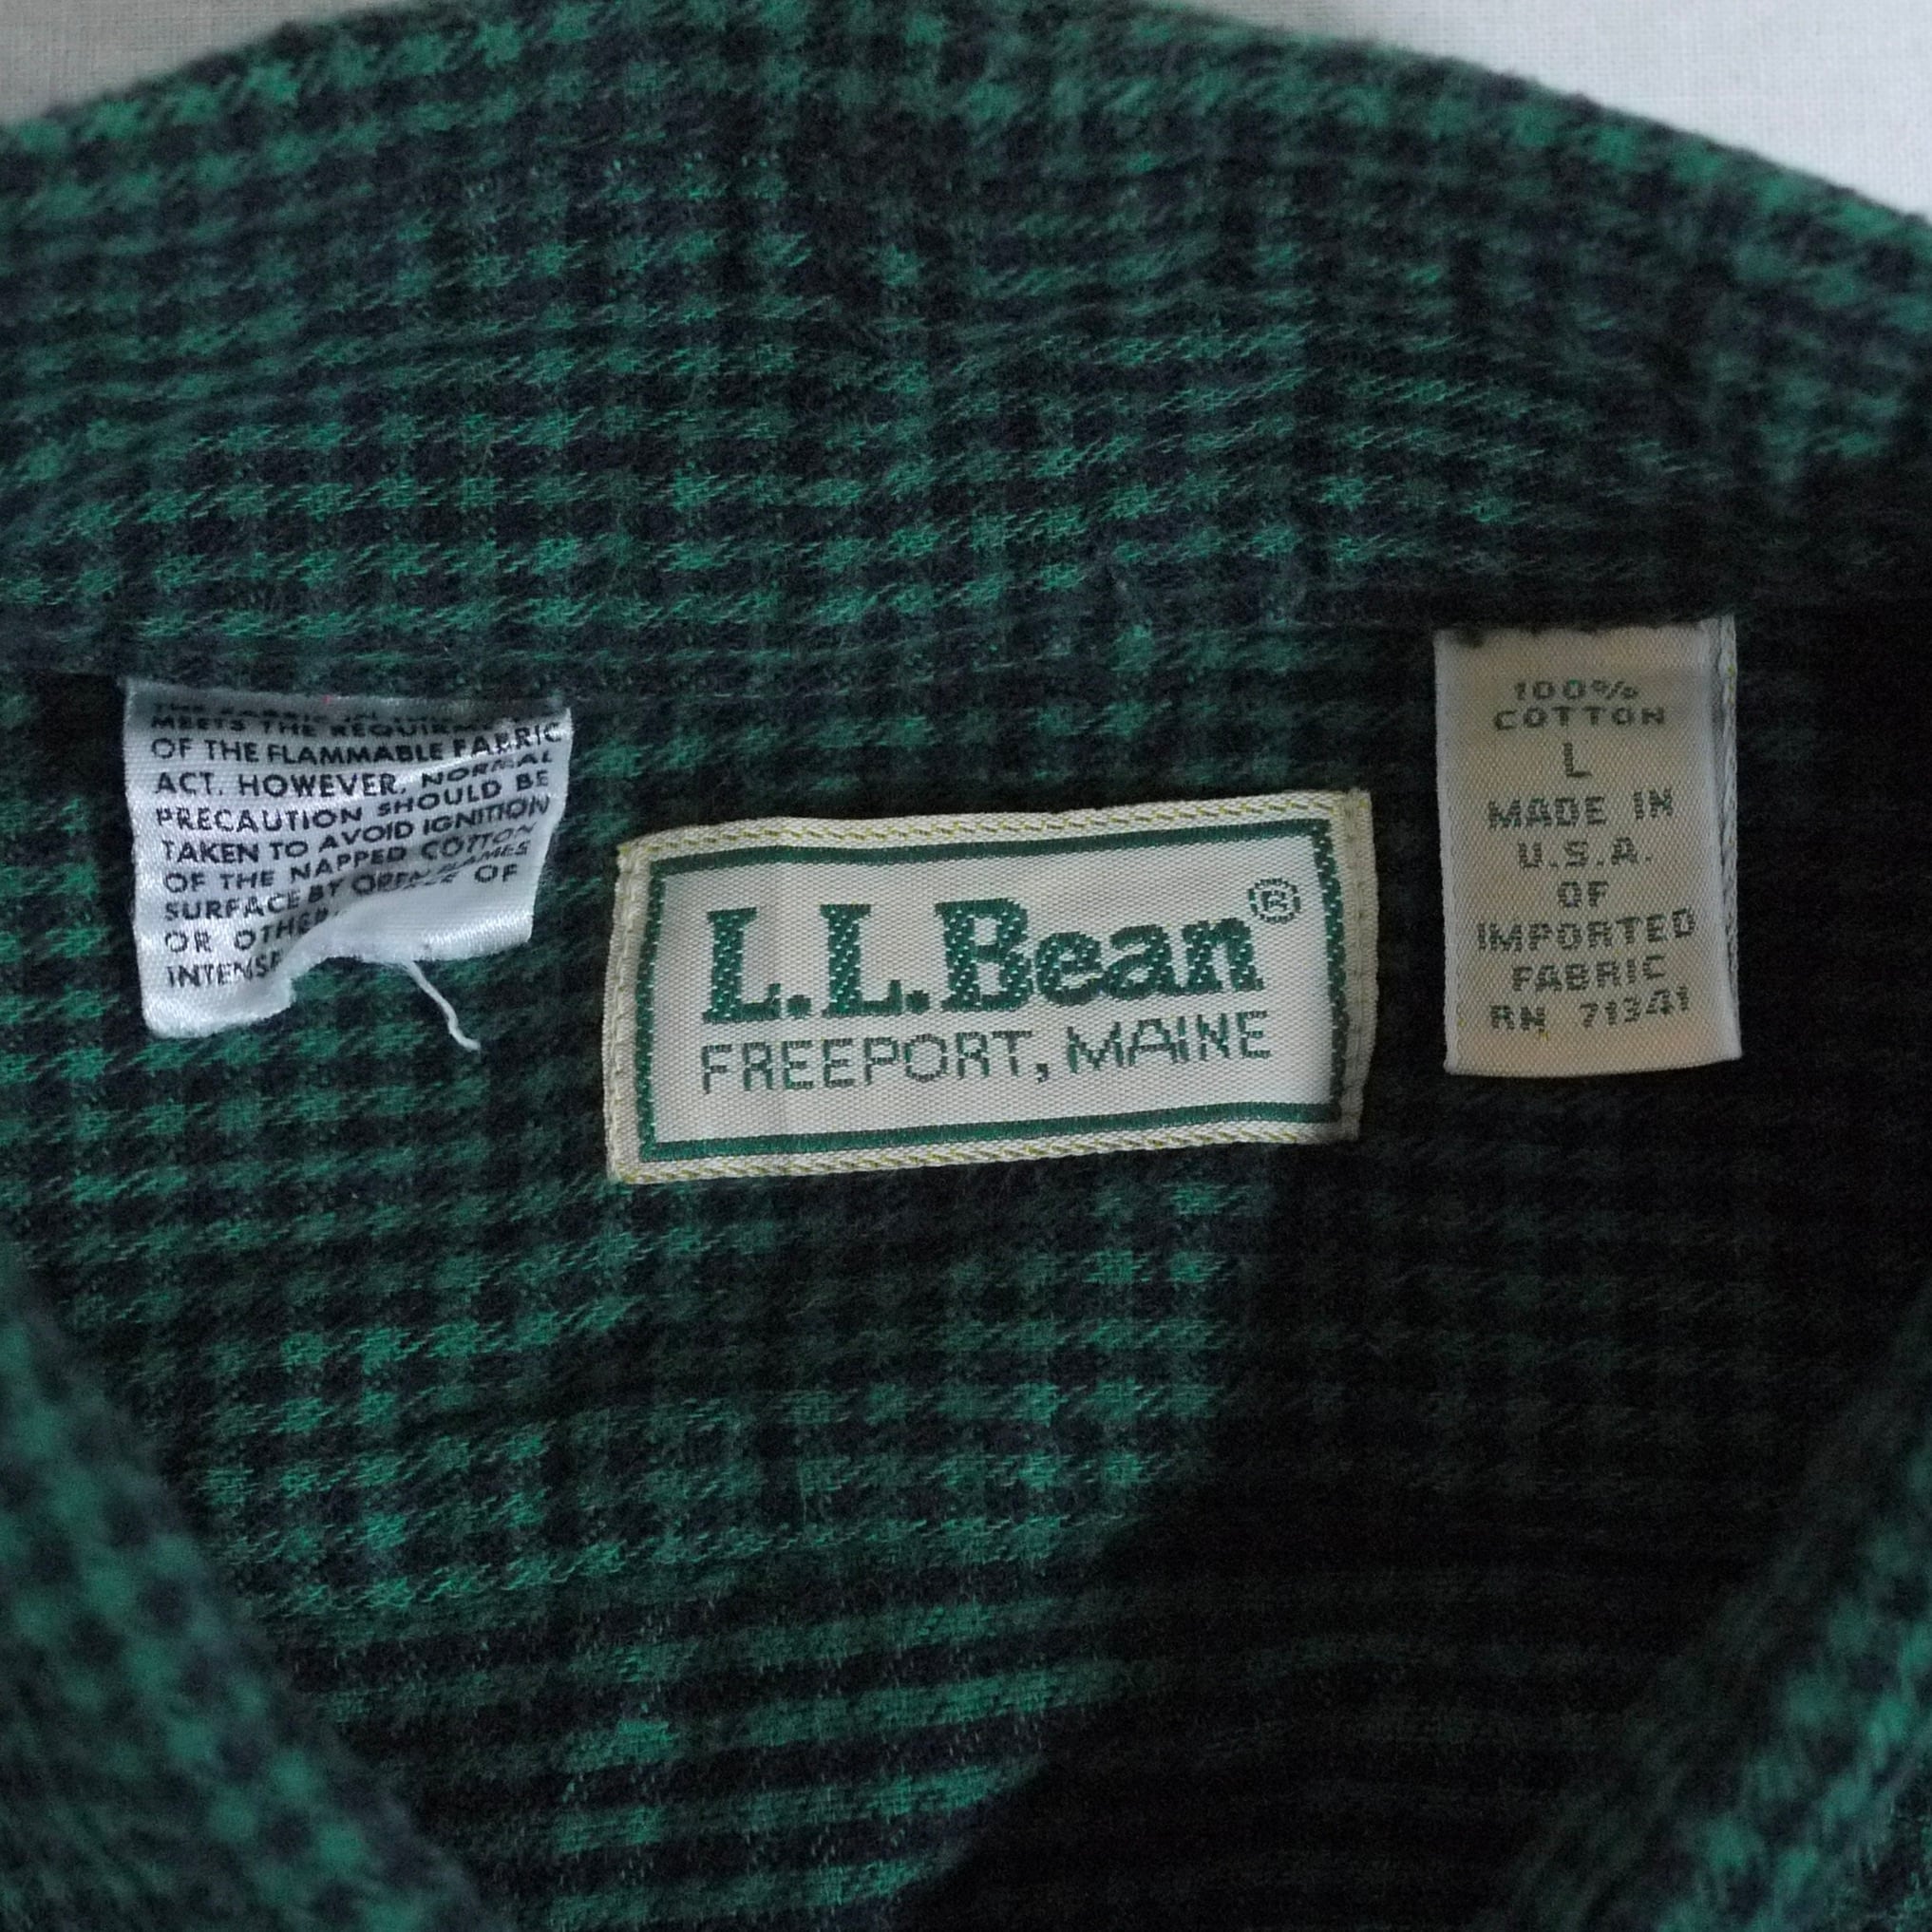 MEETS THE REQUIREM
OF THE FLAMMABLE FABRIC
ACT. HOWEVER, NORMAL
PRECAUTION SHOULD BE
TAKEN TO AVOID IGNITION
OF THE NAPPED COTTON
SURFACE BY OPEN FLAMES
OR OTHER OF
INTENSE
L.L.Bean®
FREEPORT, MAINE
100%
COTTON
L
MADE IN
U.S.A.
OF
IMPORTED
FABRIC
RN 71341